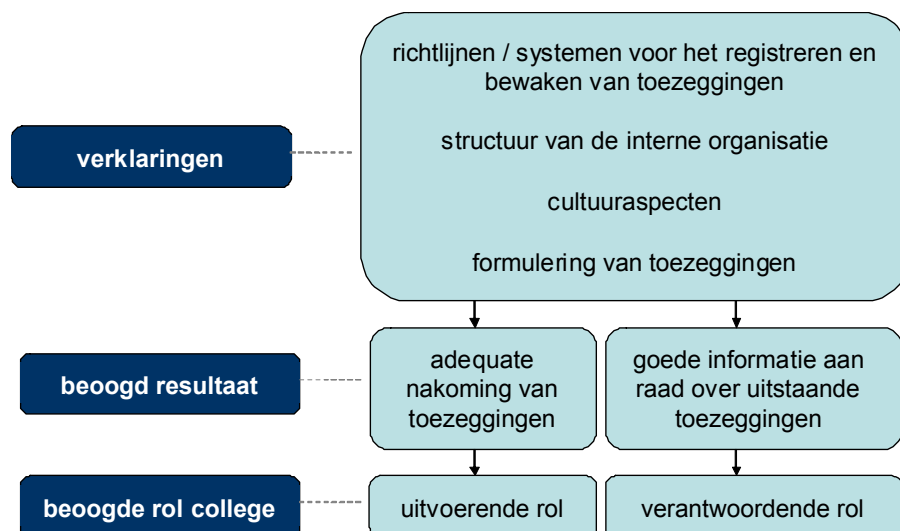 verklaringen
richtlijnen / systemen voor het registreren en
bewaken van toezeggingen
structuur van de interne organisatie
cultuuraspecten
formulering van toezeggingen
beoogd resultaat
adequate
nakoming van
toezeggingen
goede informatie aan
raad over uitstaande
toezeggingen
beoogde rol college
uitvoerende rol
verantwoordende rol